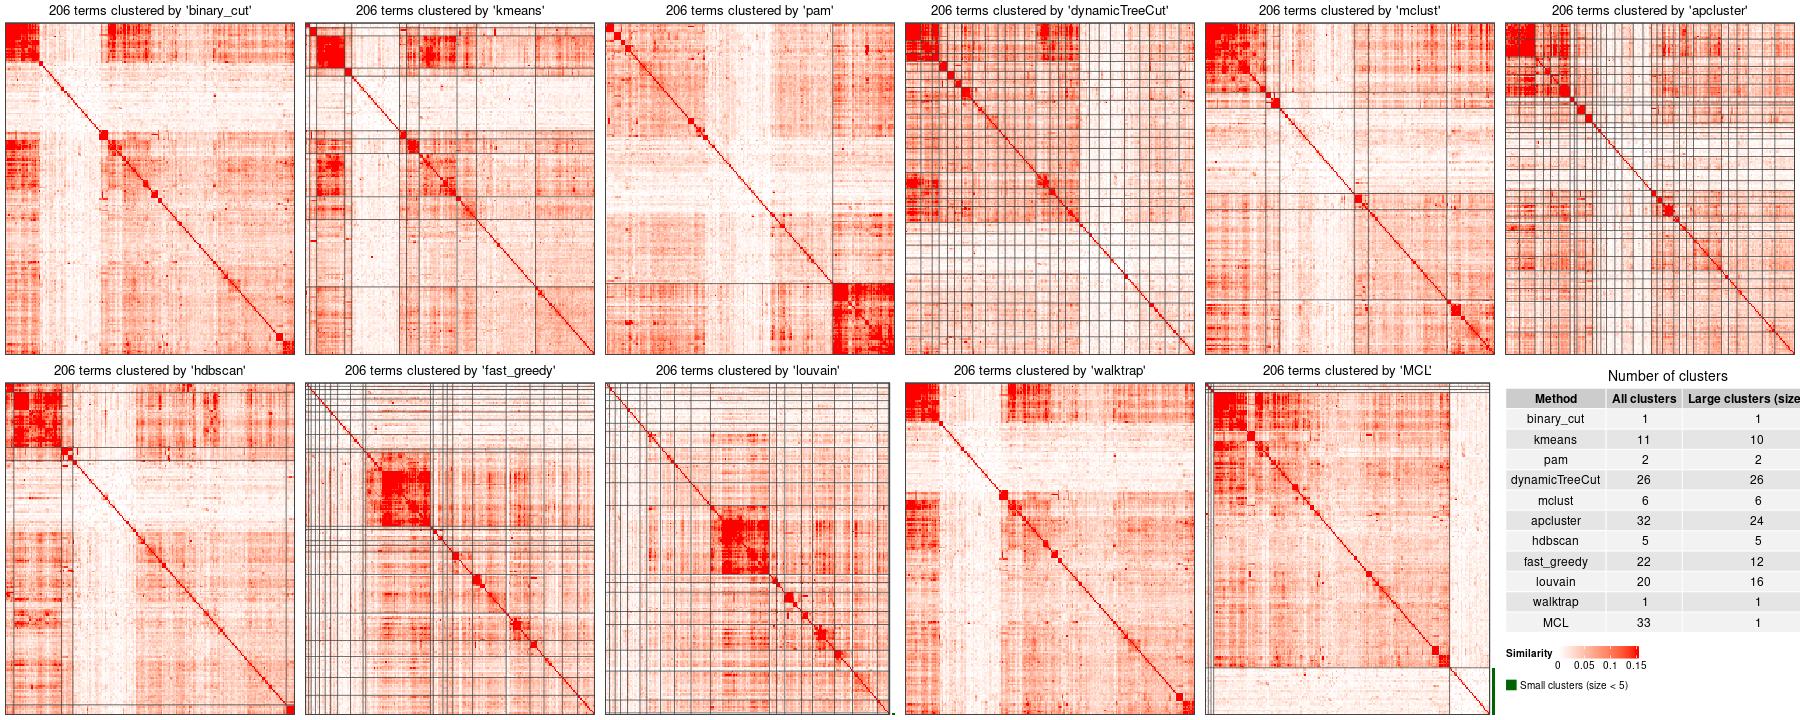 206 terms clustered by 'binary_cut'
206 terms clustered by 'kmeans'
206 terms clustered by 'pam'
206 terms clustered by 'dynamicTreeCut'
206 terms clustered by 'mclust'
206 terms clustered by 'apcluster'
206 terms clustered by 'hdbscan'
206 terms clustered by 'fast_greedy'
206 terms clustered by 'louvain'
206 terms clustered by 'walktrap'
206 terms clustered by 'MCL'
Number of clusters
Method All clusters Large clusters (size
binary_cut 1 1
kmeans 11 10
pam 2 2
dynamicTreeCut 26 26
mclust 6 6
apcluster 32 24
hdbscan 5 5
fast_greedy 22 12
louvain 20 16
walktrap 1 1
MCL 33 1
Similarity
0 0.05 0.1 0.15
Small clusters (size < 5)